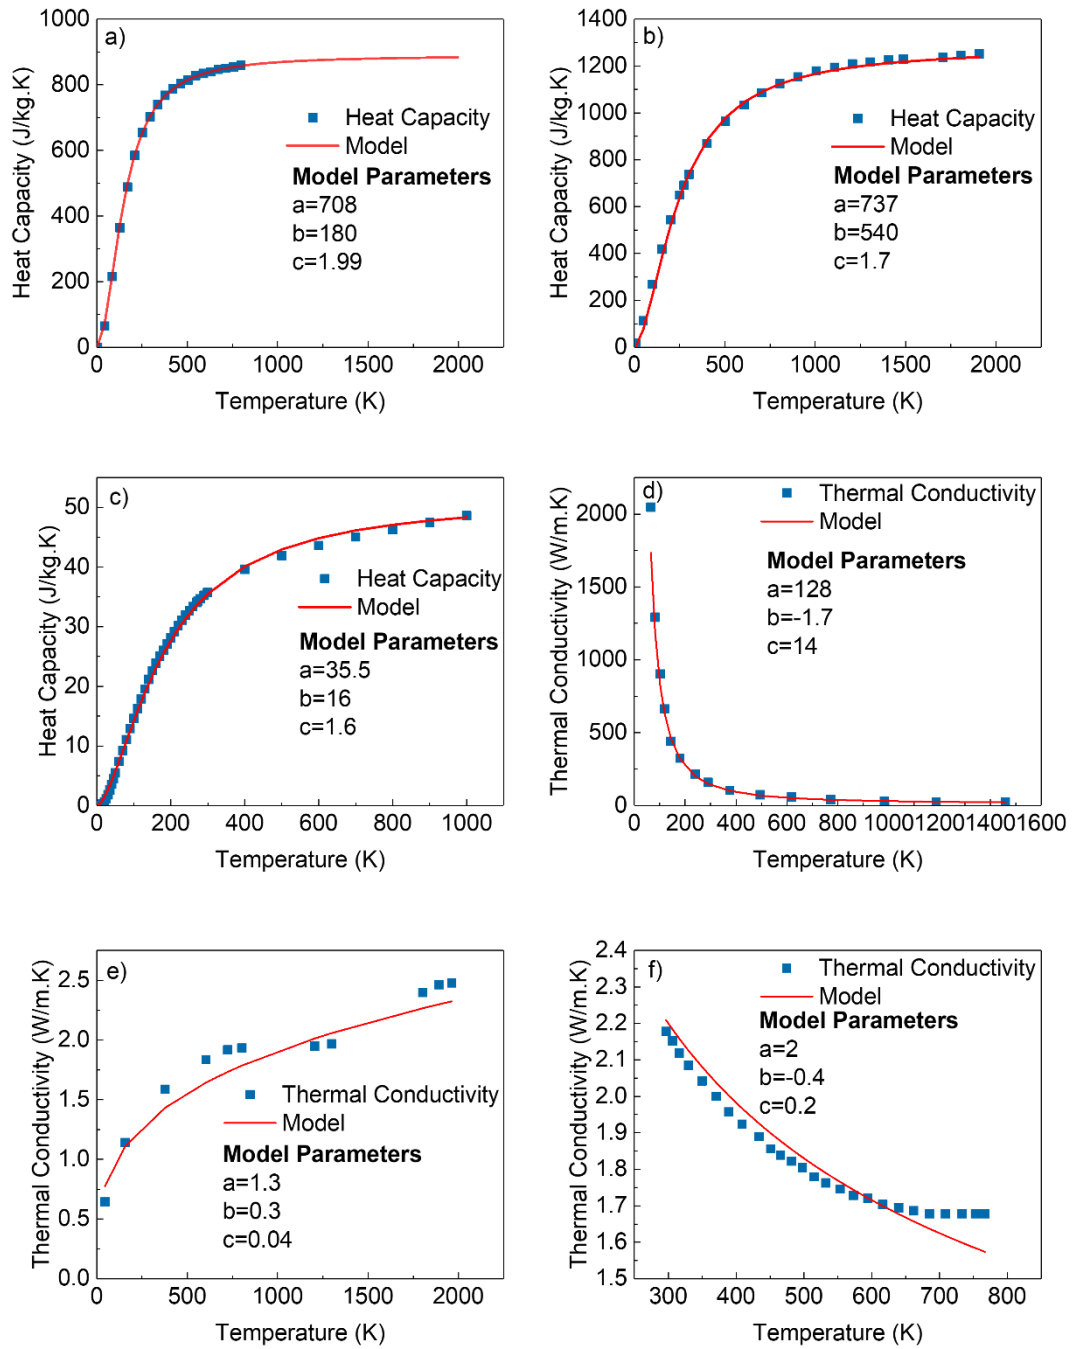 a)
1000
800
600
400
200
0
Heat Capacity (J/kg.K)
Heat Capacity
Model
Model Parameters
a=708
b=180
c=1.99
0 500 1000 1500 2000
Temperature (K)
b)
1400
1200
1000
800
600
400
200
0
Heat Capacity (J/kg.K)
Heat Capacity
Model
Model Parameters
a=737
b=540
c=1.7
0 500 1000 1500 2000
Temperature (K)
c)
50
40
30
20
10
0
Heat Capacity (J/kg.K)
Heat Capacity
Model
Model Parameters
a=35.5
b=16
c=1.6
0 200 400 600 800 1000
Temperature (K)
d)
2000
1500
1000
500
0
Thermal Conductivity (W/m.K)
Thermal Conductivity
Model
Model Parameters
a=128
b=-1.7
c=14
0 200 400 600 800 1000 1200 1400 1600
Temperature (K)
e)
2.5
2.0
1.5
1.0
0.5
0.0
Thermal Conductivity (W/m.K)
Thermal Conductivity
Model
Model Parameters
a=1.3
b=0.3
c=0.04
0 500 1000 1500 2000
Temperature (K)
f)
2.4
2.3
2.2
2.1
2.0
1.9
1.8
1.7
1.6
1.5
Thermal Conductivity (W/m.K)
Thermal Conductivity
Model
Model Parameters
a=2
b=-0.4
c=0.2
300 400 500 600 700 800
Temperature (K)